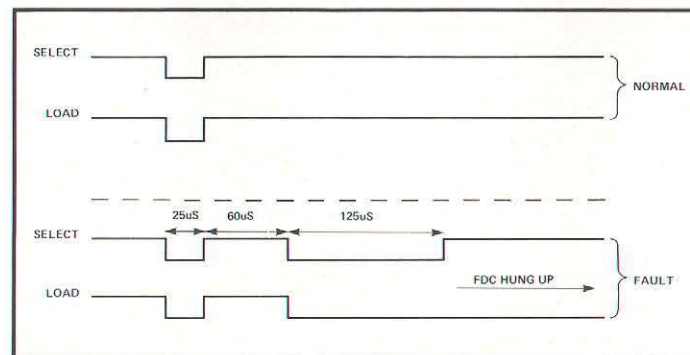 SELECT
NORMAL
LOAD
25uS 60uS 125uS
SELECT
FDC HUNG UP
FAULT
LOAD